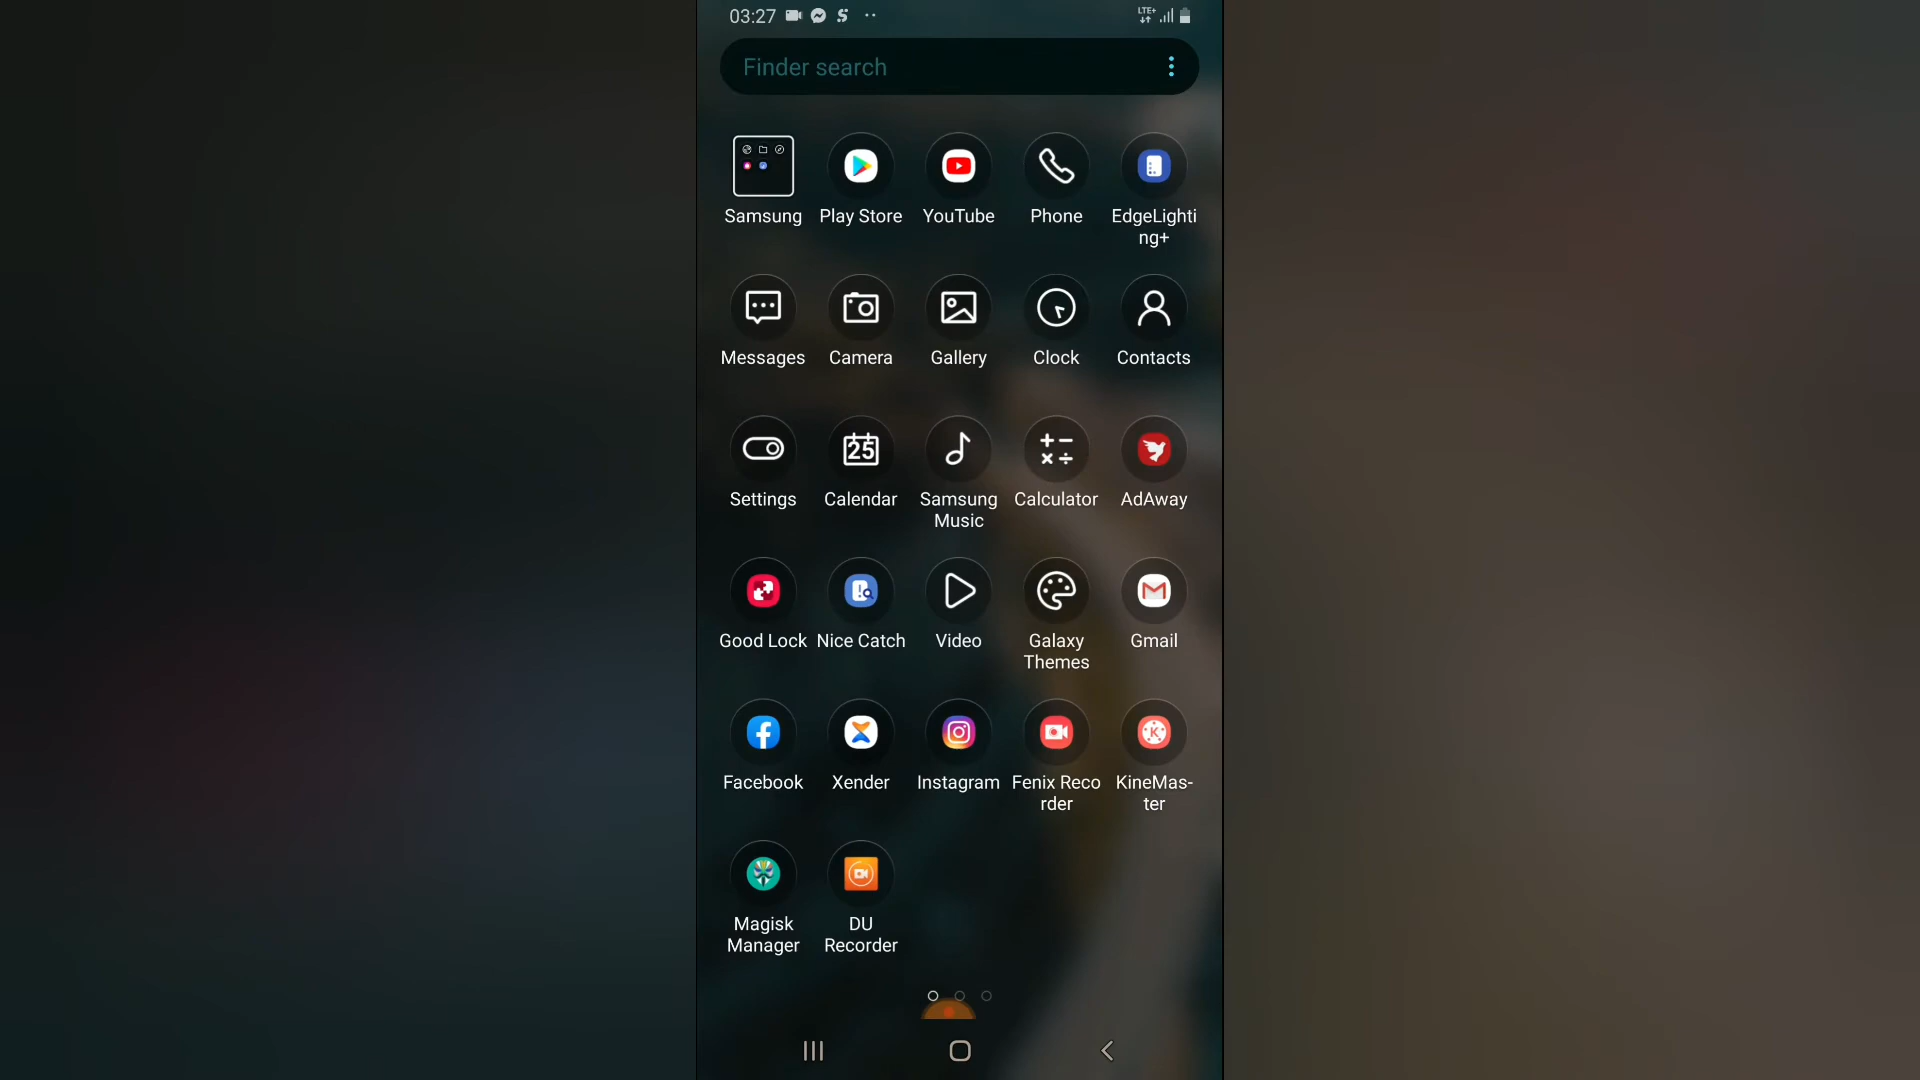 03:27
LTE+
Finder search
Samsung Play Store YouTube Phone EdgeLighti
ng+
Messages Camera Gallery Clock Contacts
25
Settings Calendar Samsung Calculator AdAway
Music
Good Lock Nice Catch Video Galaxy Gmail
Themes
Facebook Xender Instagram Fenix Reco KineMas-
rder ter
Magisk DU
Manager Recorder